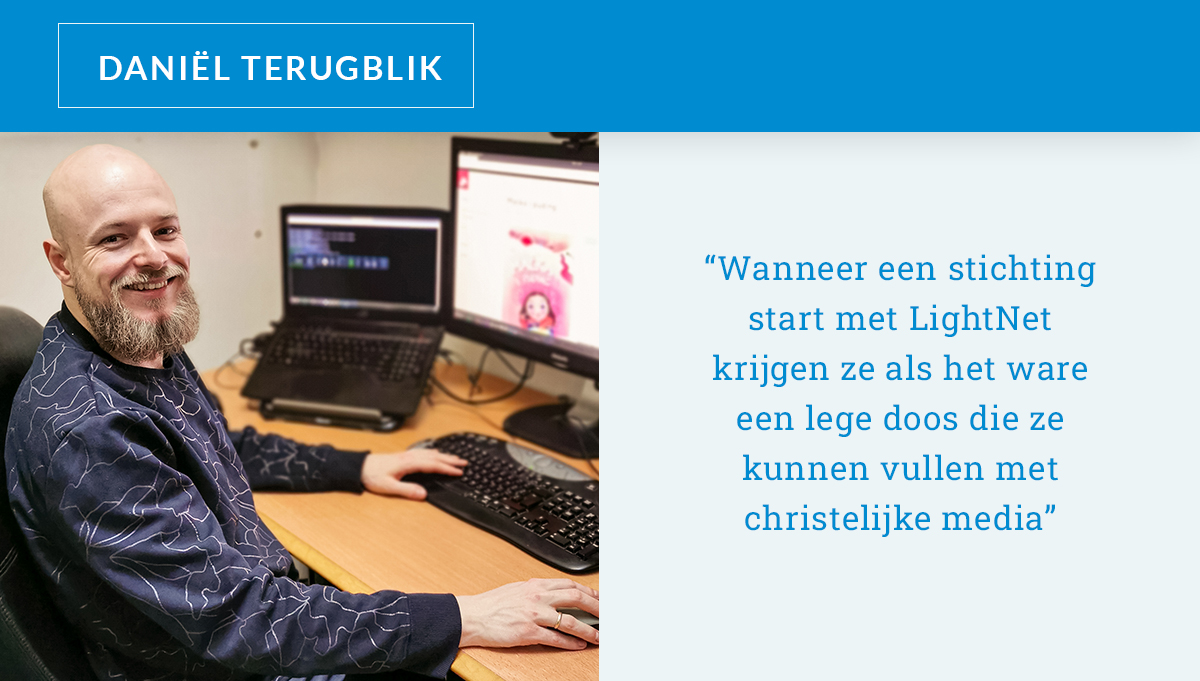 DANIËL TERUGBLIK
“Wanneer een stichting
start met LightNet
krijgen ze als het ware
een lege doos die ze
kunnen vullen met
christelijke media”